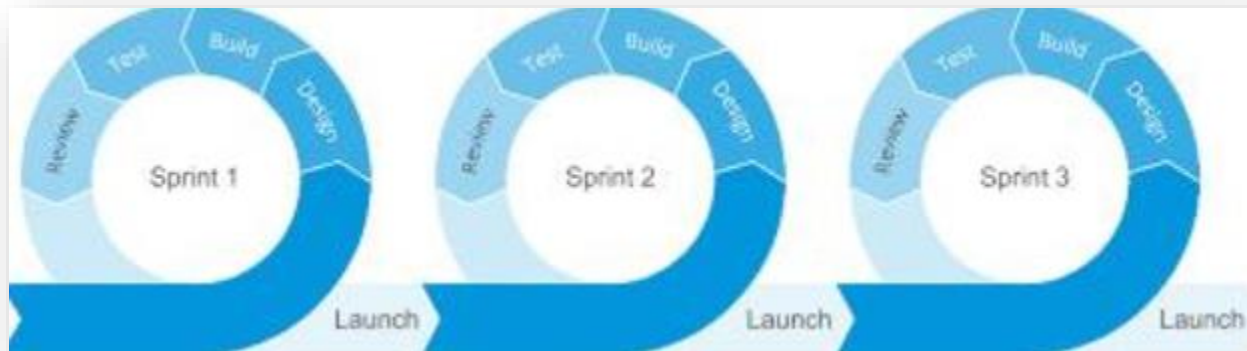 Test
Build
Design
Review
Sprint 1
Launch
Test
Build
Design
Review
Sprint 2
Launch
Test
Build
Design
Review
Sprint 3
Launch